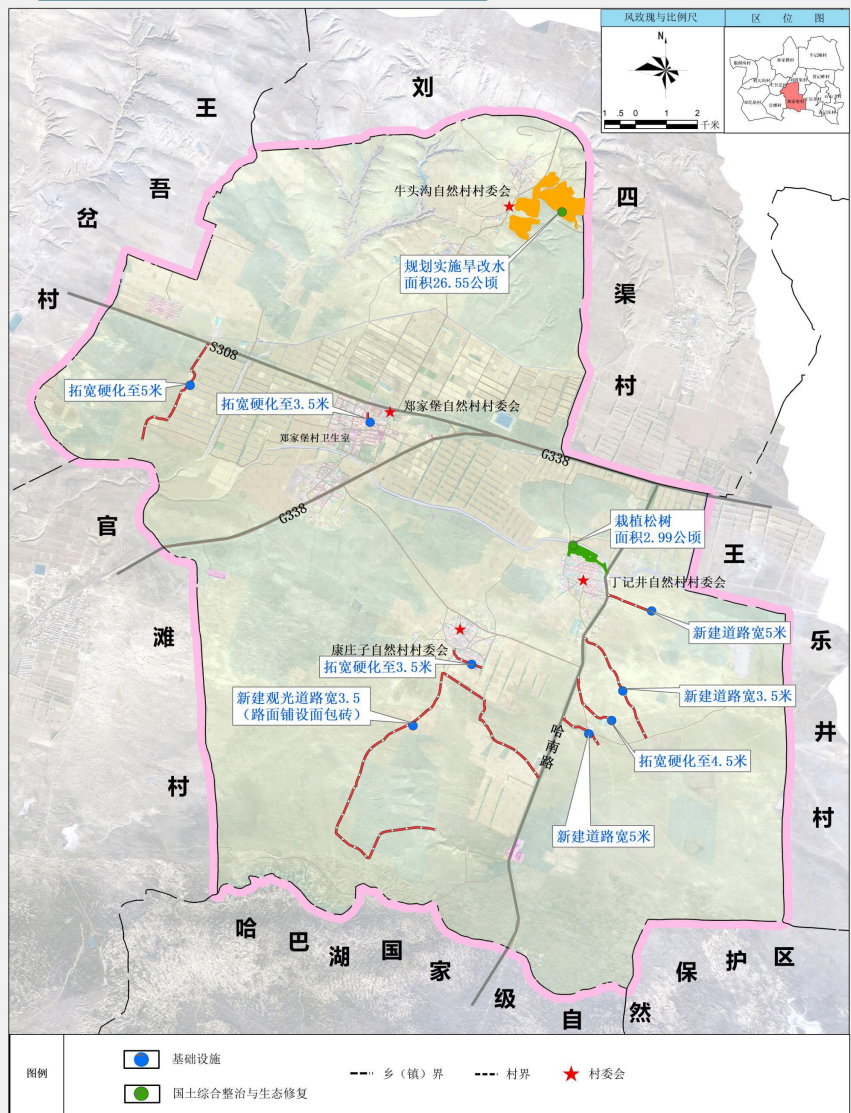 风玫瑰与比例尺
区位图
N
1 .5 0 1 2
千米
郑家堡村
刘四渠村
王吾岔村
官滩村
王乐井村
哈巴湖国家级自然保护区
牛头沟自然村村委会
规划实施旱改水
面积26.55公顷
S308
拓宽硬化至5米
拓宽硬化至3.5米
郑家堡自然村村委会
郑家堡村卫生室
G338
G338
栽植松树
面积2.99公顷
丁记井自然村村委会
新建道路宽5米
康庄子自然村村委会
拓宽硬化至3.5米
新建观光道路宽3.5
（路面铺设面包砖）
新建道路宽3.5米
哈南路
拓宽硬化至4.5米
新建道路宽5米
图例
基础设施
国土综合整治与生态修复
乡（镇）界
村界
村委会